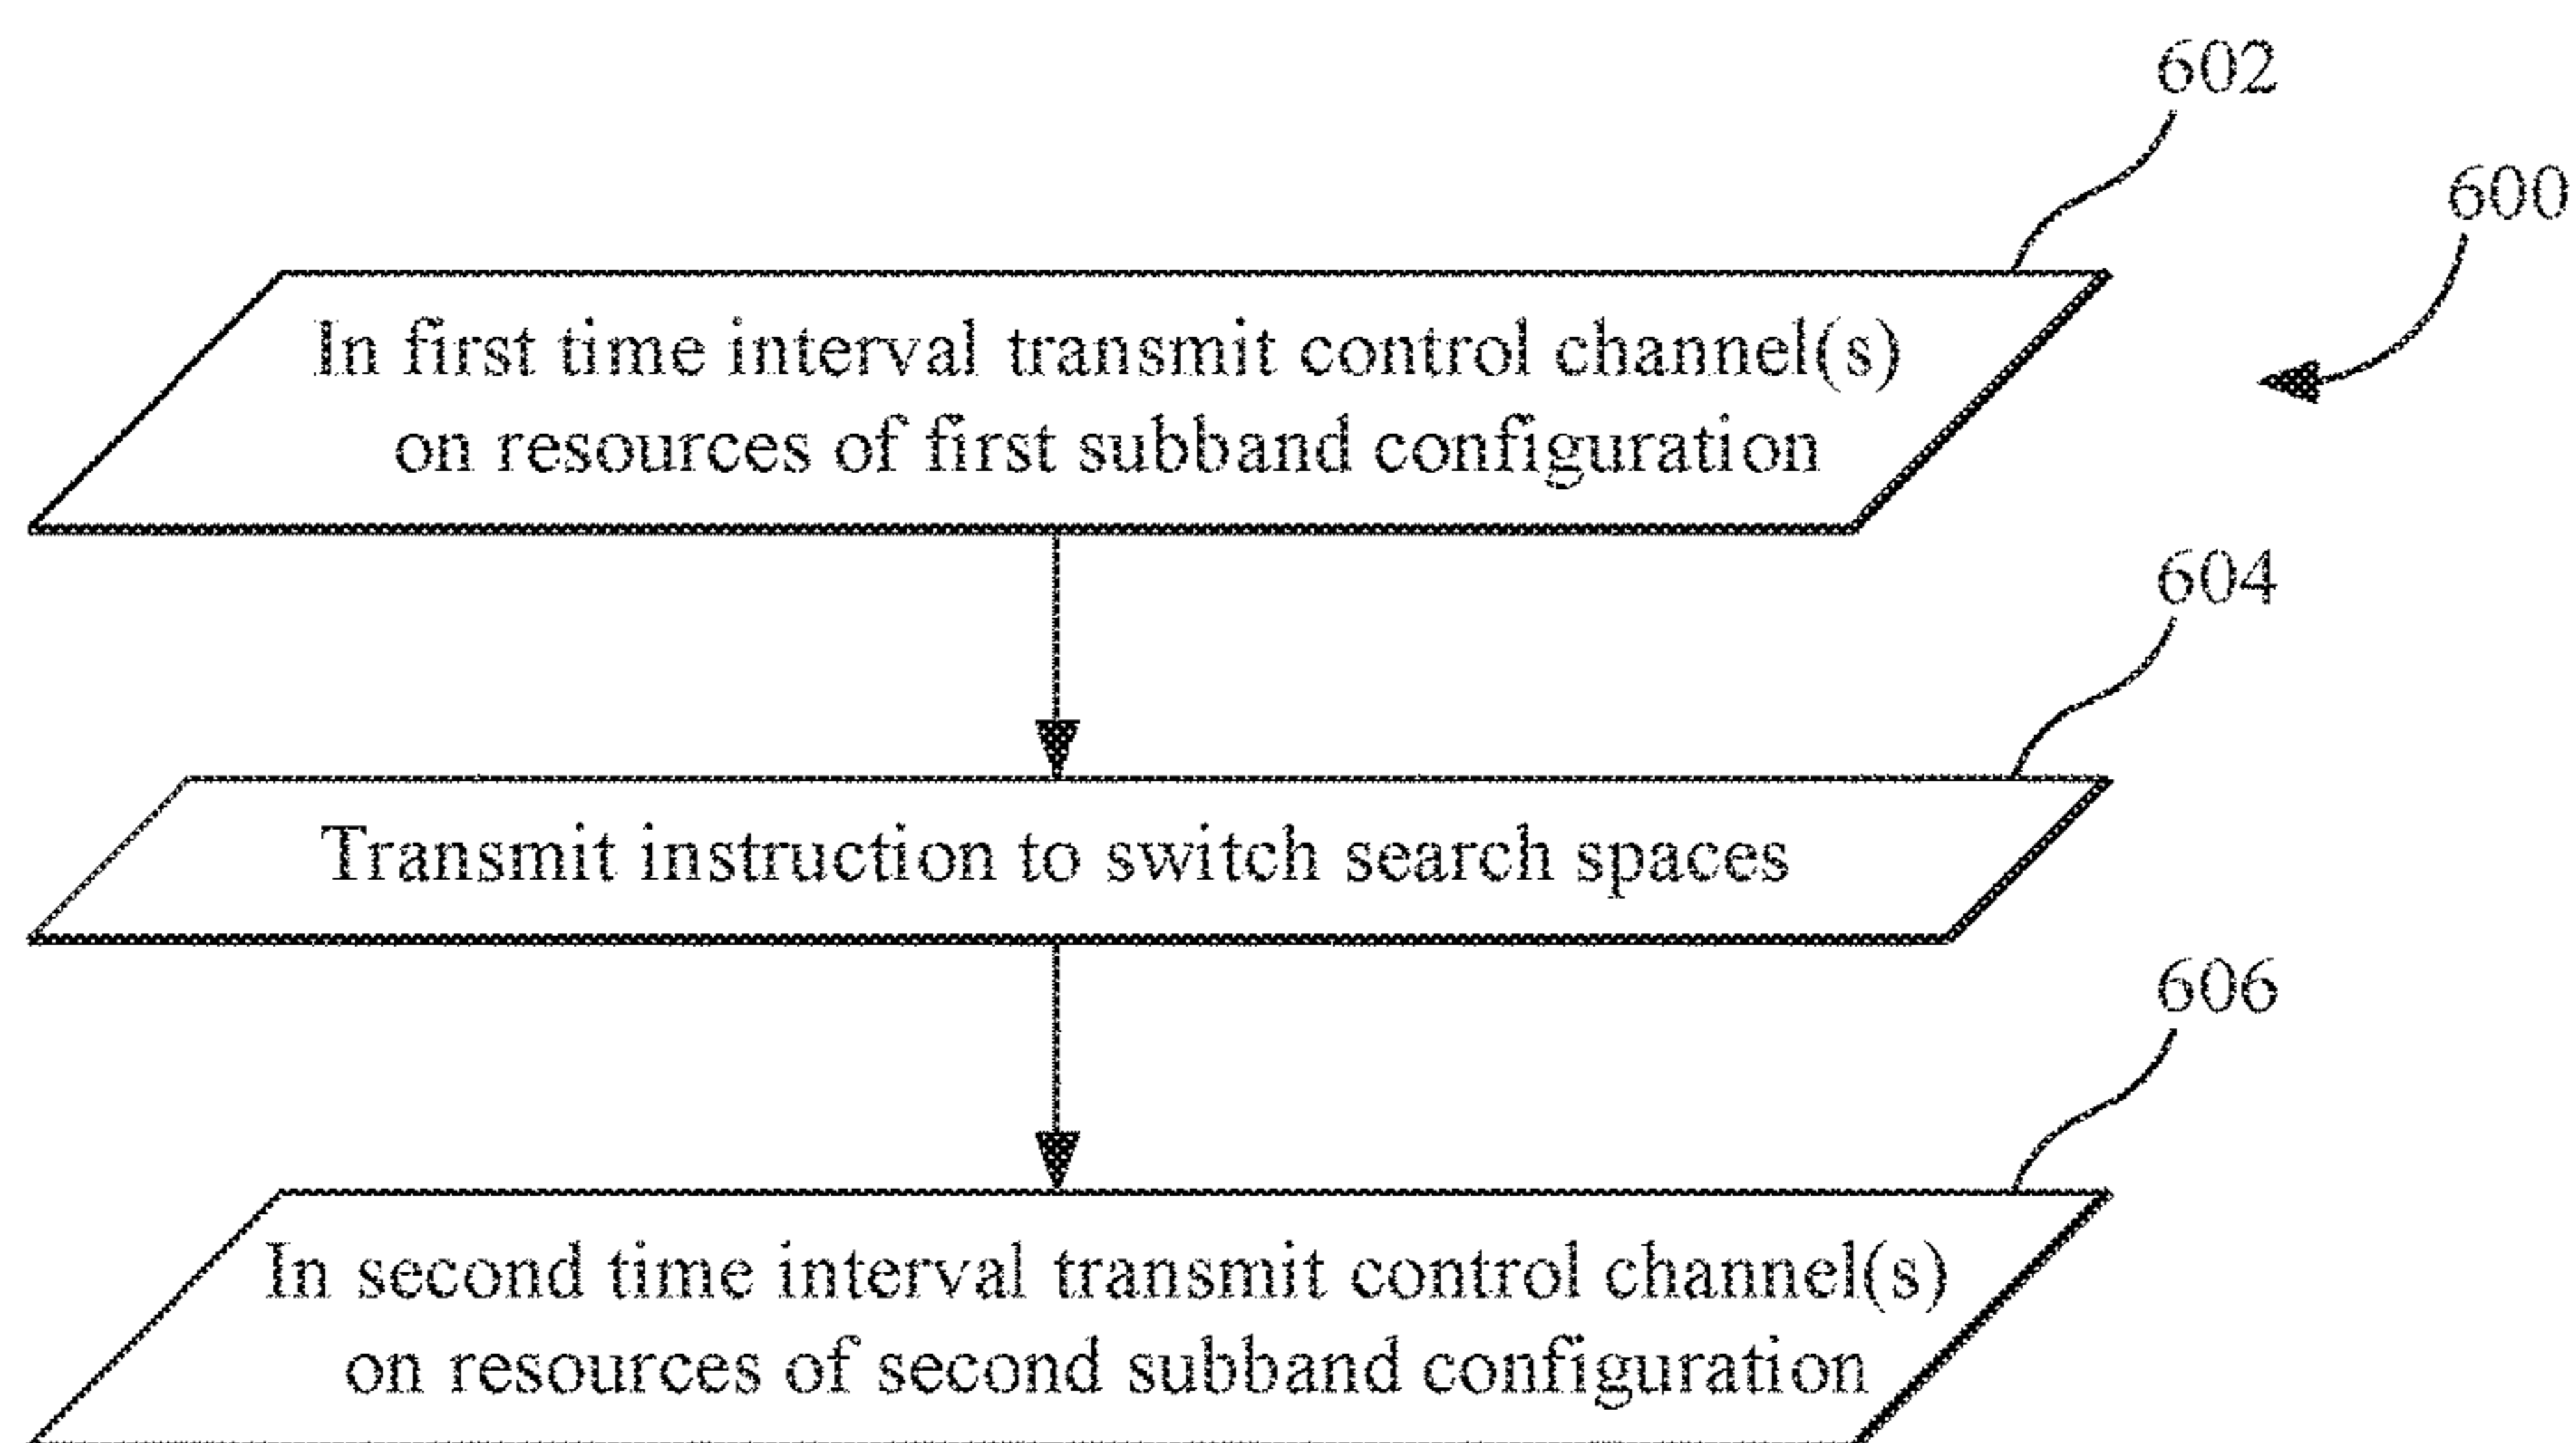 602
600
In first time interval transmit control channel(s)
on resources of first subband configuration
604
Transmit instruction to switch search spaces
606
In second time interval transmit control channel(s)
on resources of second subband configuration